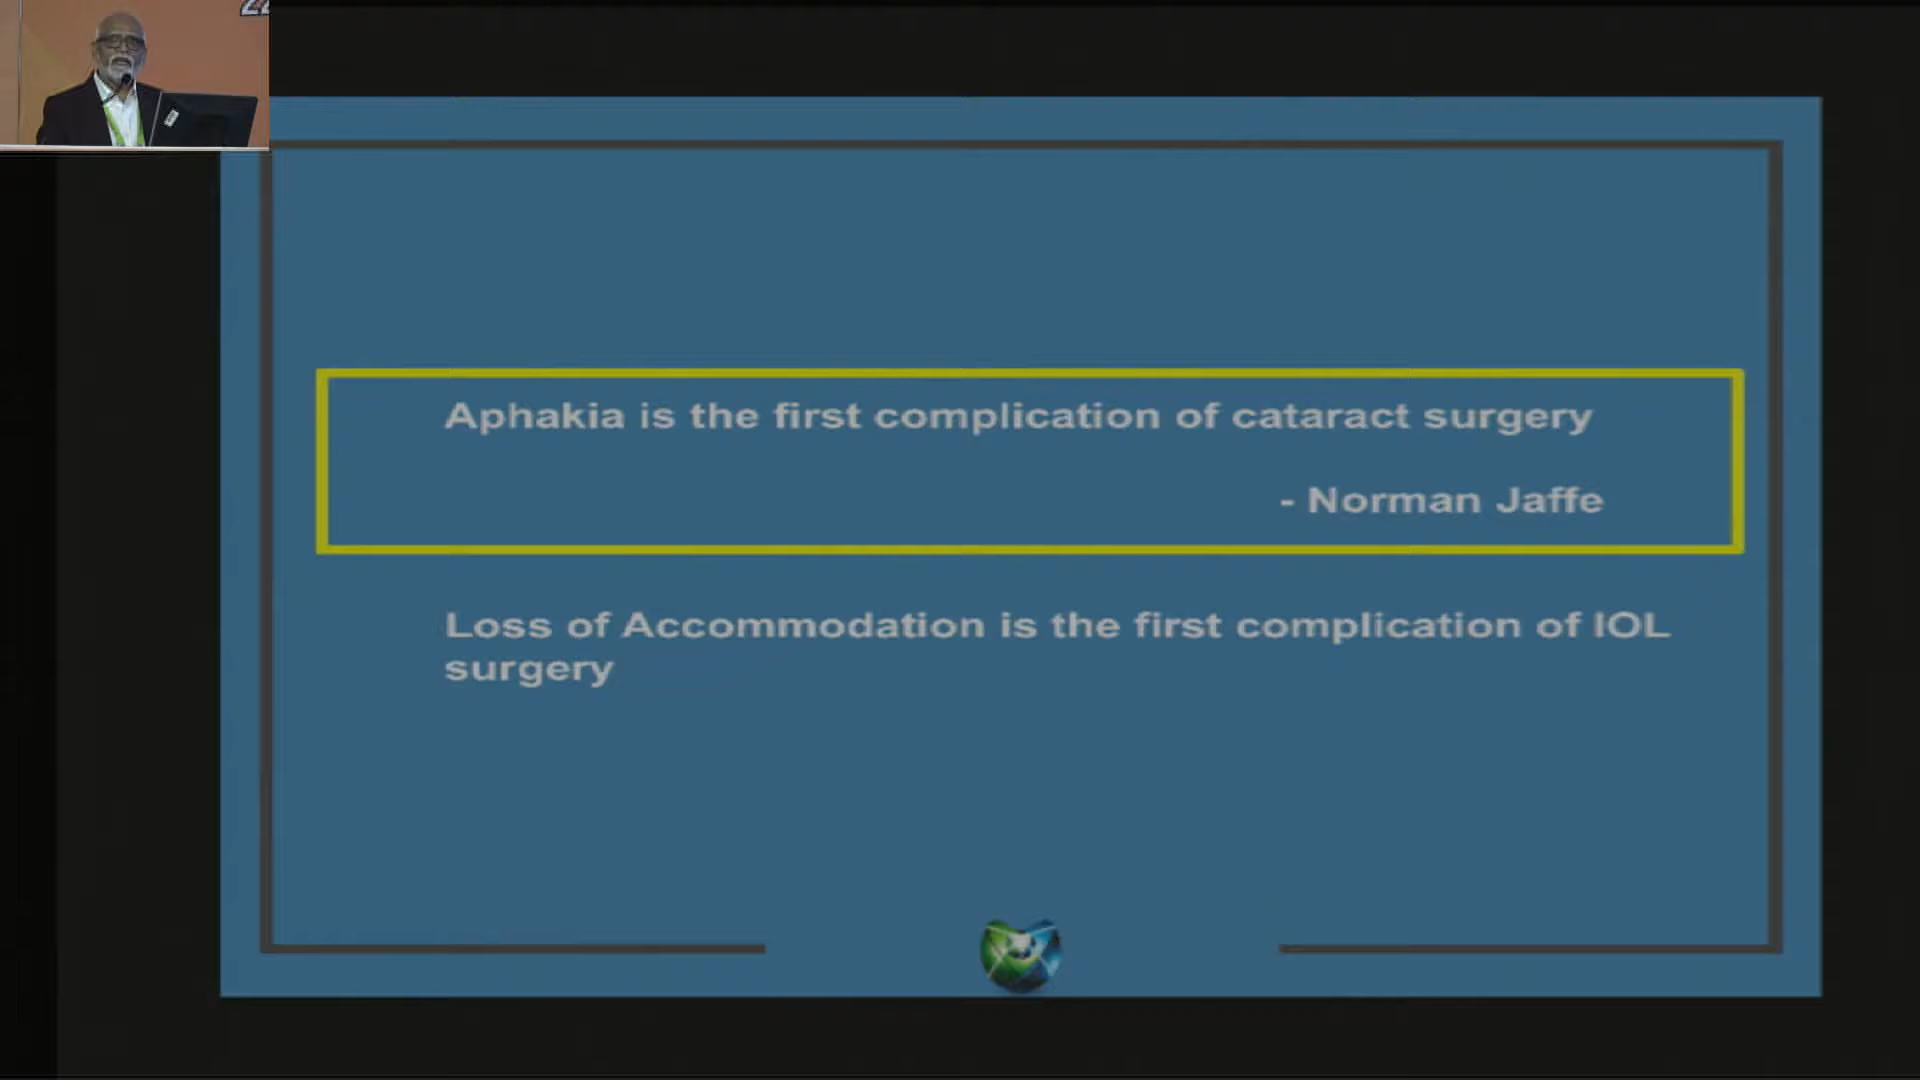 Aphakia is the first complication of cataract surgery
- Norman Jaffe
Loss of Accommodation is the first complication of IOL
surgery